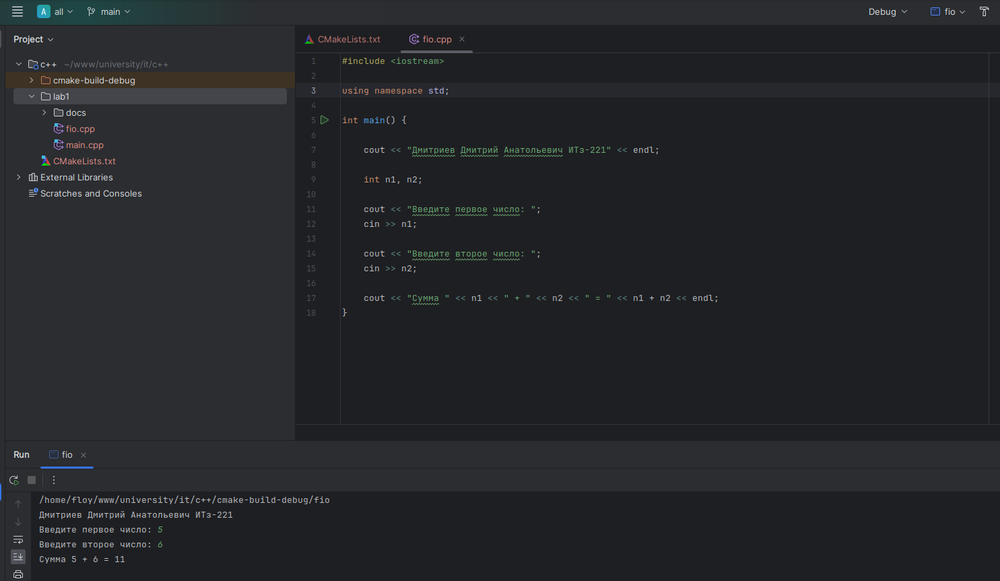 A all main Debug fio
Project
CMakeLists.txt fio.cpp
c++ ~/www/university/it/c++
cmake-build-debug
lab1
docs
fio.cpp
main.cpp
CMakeLists.txt
External Libraries
Scratches and Consoles
1 #include <iostream>
2
3 using namespace std;
4
5 int main() {
6
7 cout << "Дмитриев Дмитрий Анатольевич ИТз-221" << endl;
8
9 int n1, n2;
10
11 cout << "Введите первое число: ";
12 cin >> n1;
13
14 cout << "Введите второе число: ";
15 cin >> n2;
16
17 cout << "Сумма " << n1 << " + " << n2 << " = " << n1 + n2 << endl;
18 }
Run fio
/home/floy/www/university/it/c++/cmake-build-debug/fio
Дмитриев Дмитрий Анатольевич ИТз-221
Введите первое число: 5
Введите второе число: 6
Сумма 5 + 6 = 11